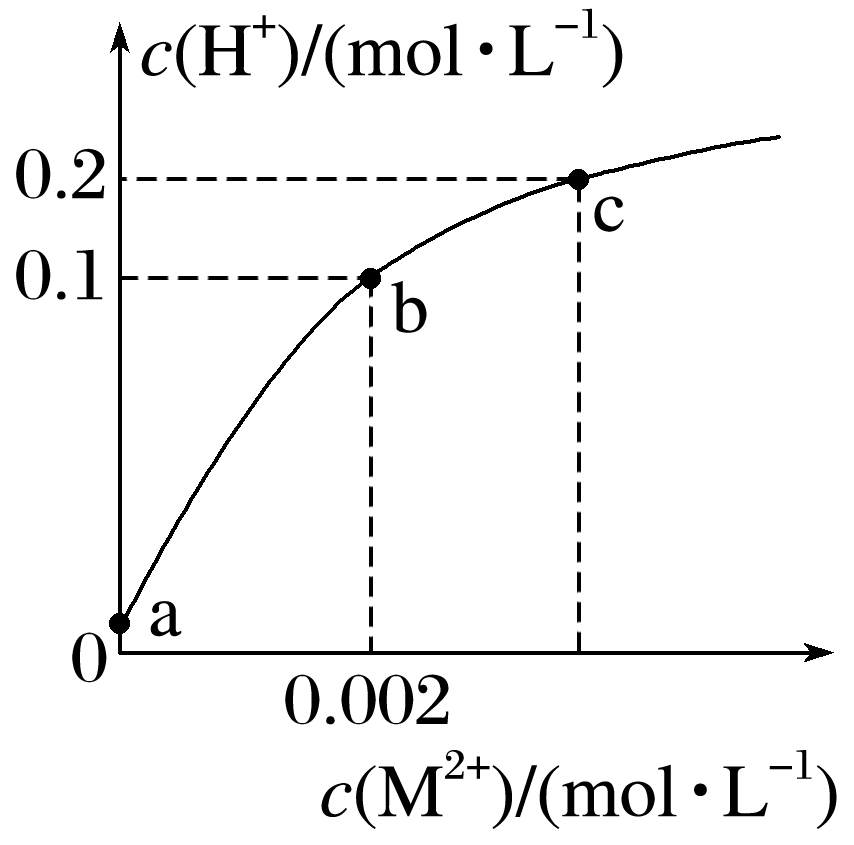 c(H⁺)/(mol·L⁻¹)
0.2
c
0.1
b
a
0
0.002
c(M²⁺)/(mol·L⁻¹)